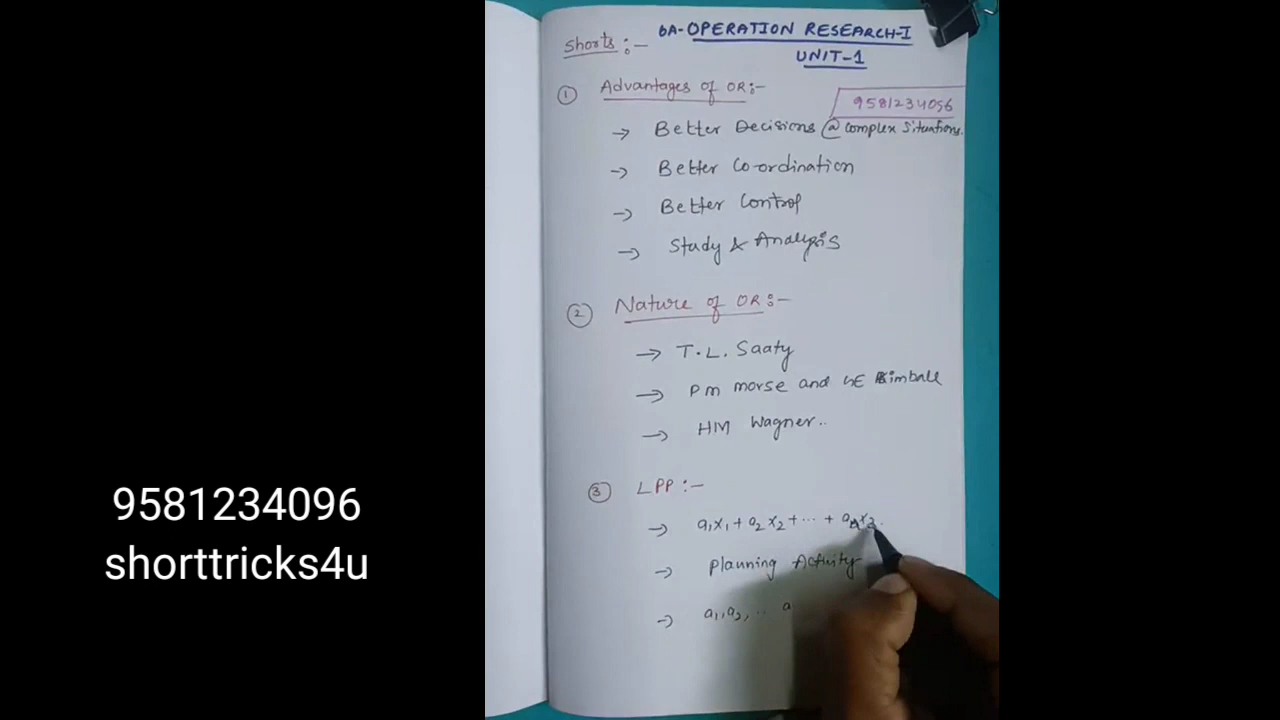 6A-OPERATION RESEARCH-I
Shorts:-
UNIT-1
① Advantages of OR:-
9581234096
→ Better Decisions @ complex situations.
→ Better Co-ordination
→ Better Control
→ Study & Analysis
② Nature of OR:-
→ T.L. Saaty
→ PM morse and GE Kimball
→ HM Wagner..
③ LPP:-
→ a₁x₁ + a₂x₂ + ... +
→ Planning Activity
→ a₁,a₂, .. a
9581234096
shorttricks4u